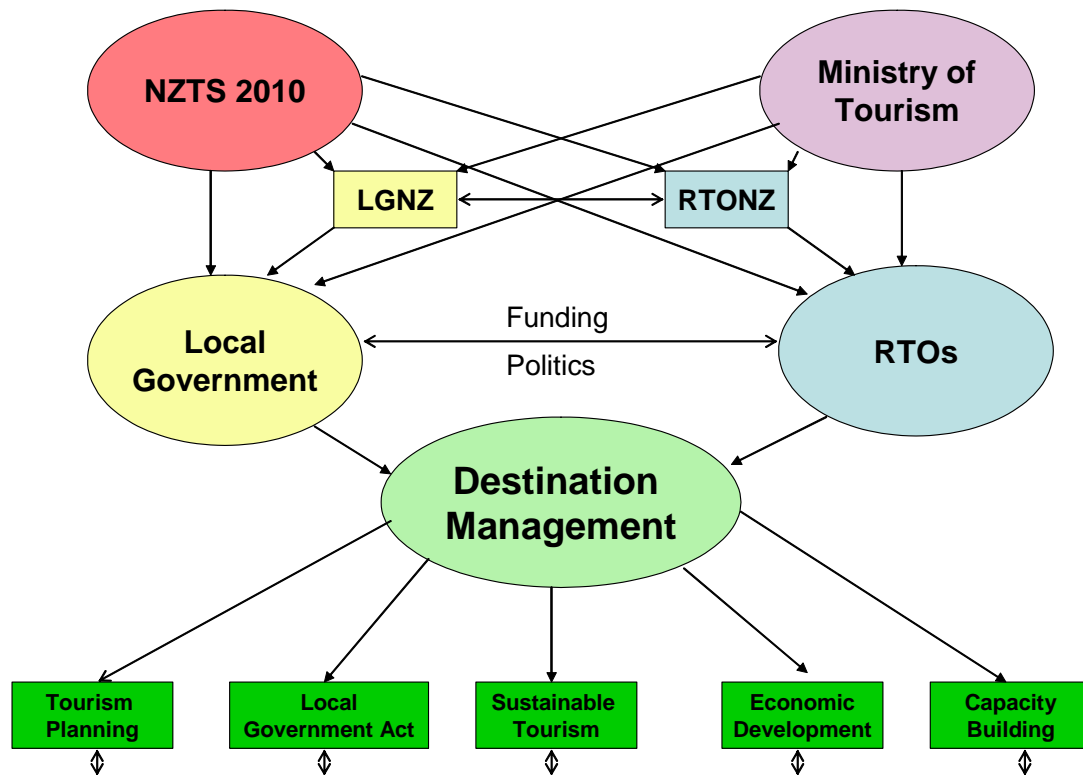 NZTS 2010
Ministry of
Tourism
LGNZ
RTONZ
Local
Government
Funding
Politics
RTOs
Destination
Management
Tourism
Planning
Local
Government Act
Sustainable
Tourism
Economic
Development
Capacity
Building